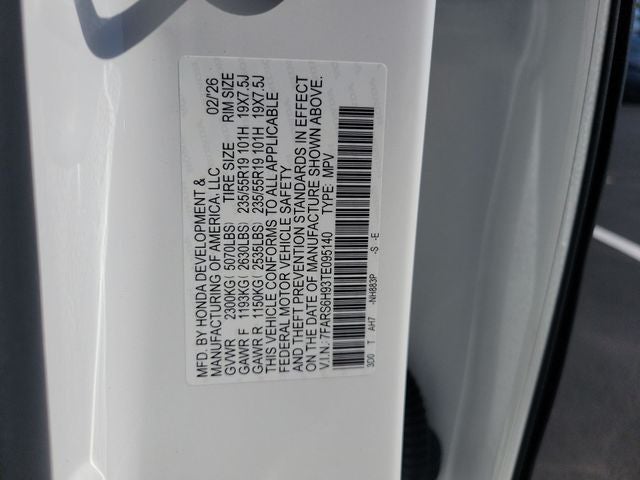 MFD. BY HONDA DEVELOPMENT &
MANUFACTURING OF AMERICA, LLC 02/'26
GVWR 2300KG( 5070LBS) TIRE SIZE RIM SIZE
GAWR F 1193KG( 2630LBS) 235/55R19 101H 19X7.5J
GAWR R 1150KG( 2535LBS) 235/55R19 101H 19X7.5J
THIS VEHICLE CONFORMS TO ALL APPLICABLE
FEDERAL MOTOR VEHICLE SAFETY
AND THEFT PREVENTION STANDARDS IN EFFECT
ON THE DATE OF MANUFACTURE SHOWN ABOVE.
V.I.N.:7FARS6H93TE095140 TYPE: MPV
3D0 T AH7 -NH883P -S -E